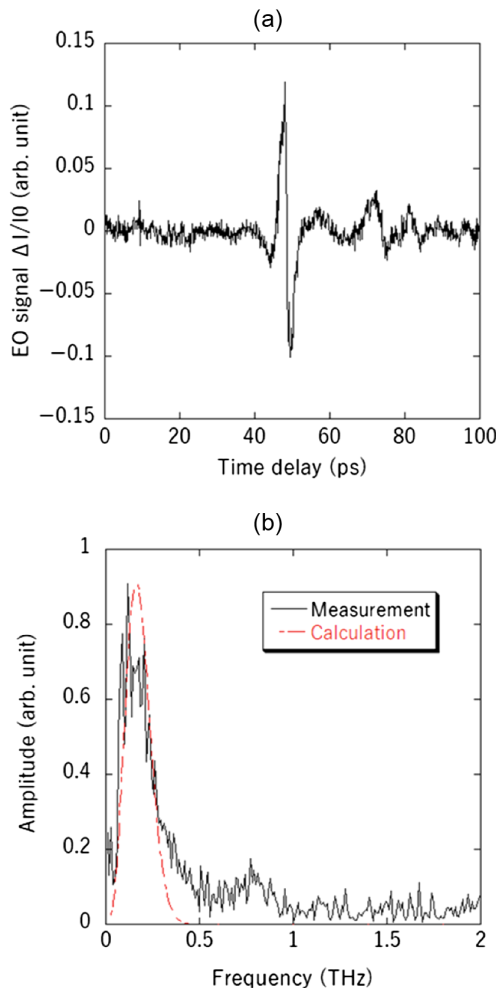 (a)
EO signal ΔI/I0 (arb. unit)
0.15
0.1
0.05
0
−0.05
−0.1
−0.15
0 20 40 60 80 100
Time delay (ps)
(b)
Amplitude (arb. unit)
1
0.8
0.6
0.4
0.2
0
Measurement
Calculation
0 0.5 1 1.5 2
Frequency (THz)